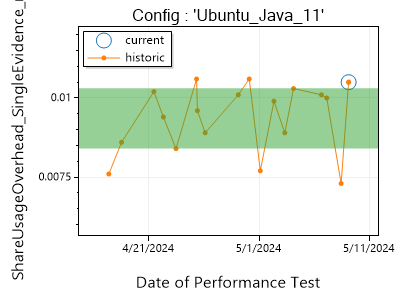 Config : 'Ubuntu_Java_11'
current
historic
ShareUsageOverhead_SingleEvidence_
0.01
0.0075
4/21/2024
5/1/2024
5/11/2024
Date of Performance Test